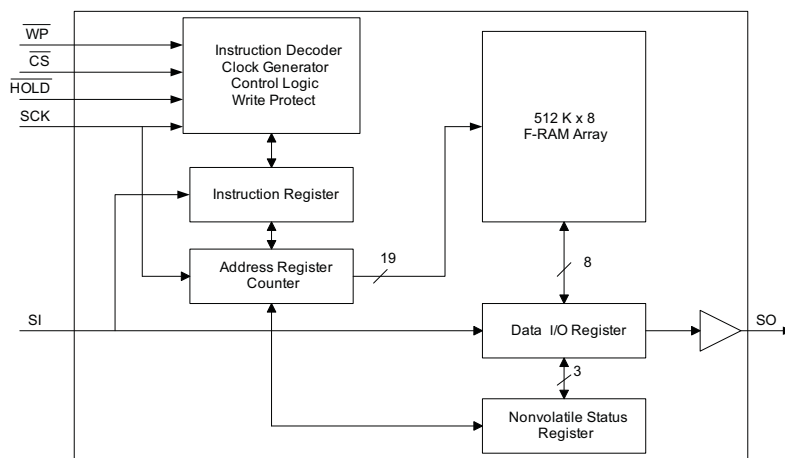 WP
CS
HOLD
SCK
Instruction Decoder
Clock Generator
Control Logic
Write Protect
512 K x 8
F-RAM Array
Instruction Register
Address Register
Counter
19
8
SI
Data I/O Register
SO
3
Nonvolatile Status
Register